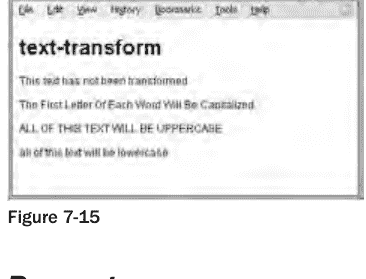 File Edit View History Bookmarks Tools Help
text-transform
This text has not been transformed
The First Letter Of Each Word Will Be Capitalized
ALL OF THIS TEXT WILL BE UPPERCASE
all of this text will be lowercase
Figure 7-15